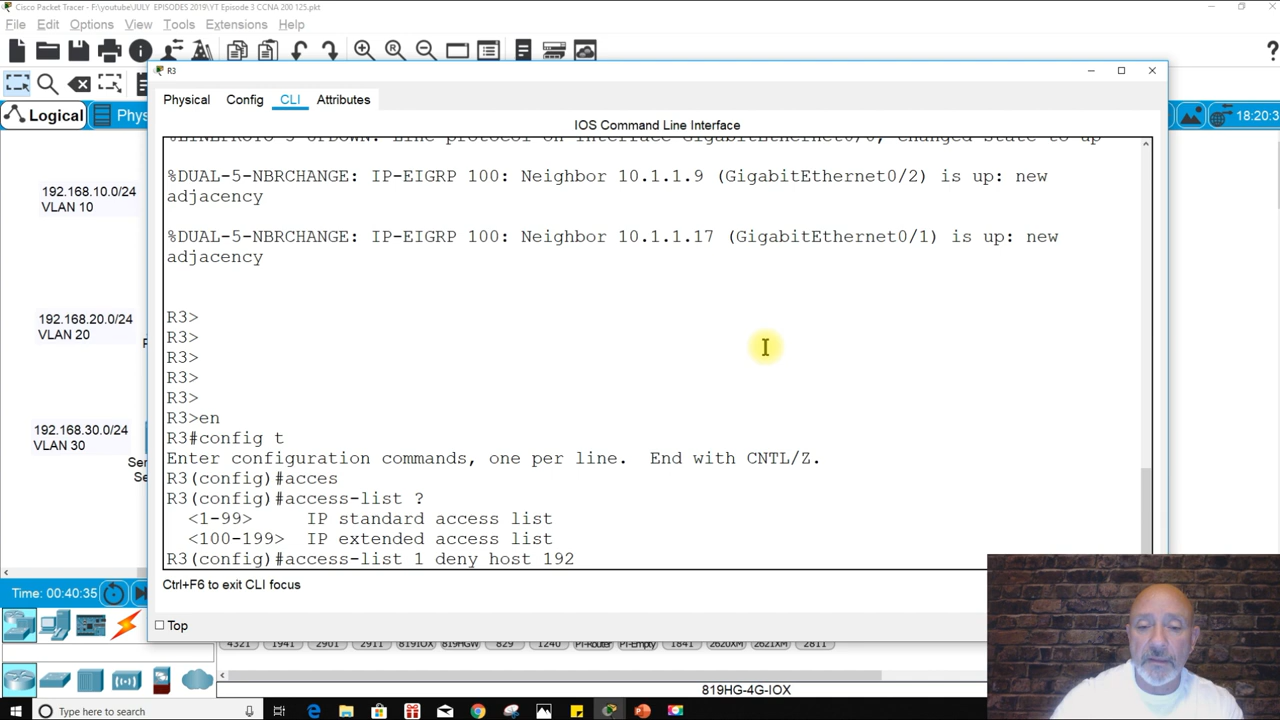 Cisco Packet Tracer - F:\youtube\JULY EPISODES 2019\YT Episode 3 CCNA 200 125.pkt
File Edit Options View Tools Extensions Help
R3
Physical Config CLI Attributes
Logical Phys
18:20:3
IOS Command Line Interface
%DUAL-5-NBRCHANGE: IP-EIGRP 100: Neighbor 10.1.1.9 (GigabitEthernet0/2) is up: new
adjacency
%DUAL-5-NBRCHANGE: IP-EIGRP 100: Neighbor 10.1.1.17 (GigabitEthernet0/1) is up: new
adjacency
R3>
R3>
R3>
R3>
R3>
R3>en
R3#config t
Enter configuration commands, one per line. End with CNTL/Z.
R3(config)#acces
R3(config)#access-list ?
<1-99> IP standard access list
<100-199> IP extended access list
R3(config)#access-list 1 deny host 192
192.168.10.0/24
VLAN 10
192.168.20.0/24
VLAN 20
192.168.30.0/24
VLAN 30
Ser
Se
Ctrl+F6 to exit CLI focus
Top
Time: 00:40:35
4321 1941 2901 2911 819IOX 819HGW 829 1240 PT-Router PT-Empty 1841 2620XM 2621XM 2811
819HG-4G-IOX
Type here to search